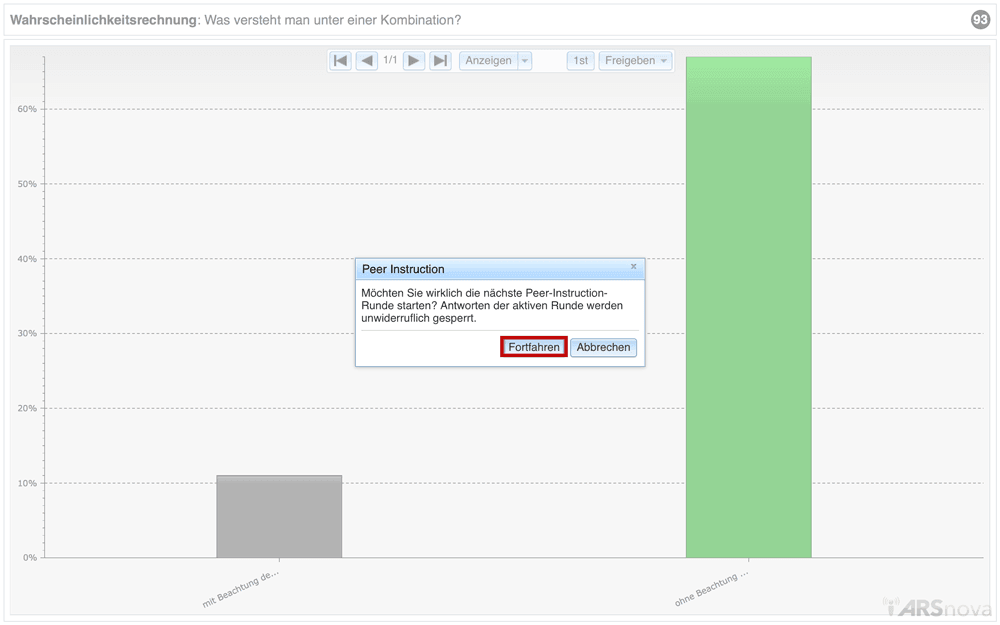 Wahrscheinlichkeitsrechnung: Was versteht man unter einer Kombination?
93
1/1
Anzeigen
1st
Freigeben
60%
50%
40%
30%
20%
10%
0%
Peer Instruction
x
Möchten Sie wirklich die nächste Peer-Instruction-
Runde starten? Antworten der aktiven Runde werden
unwiderruflich gesperrt.
Fortfahren
Abbrechen
mit Beachtung de...
ohne Beachtung ...
ARSnova